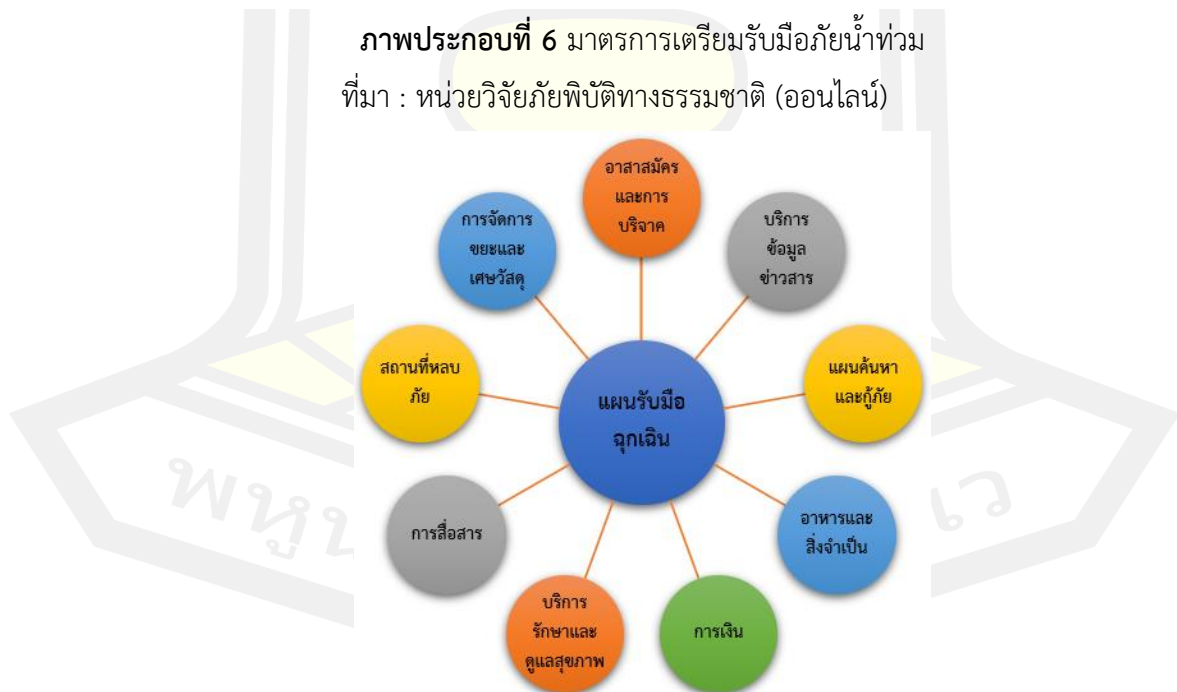 ภาพประกอบที่ 6 มาตรการเตรียมรับมือภัยน้ำท่วม
ที่มา : หน่วยวิจัยภัยพิบัติทางธรรมชาติ (ออนไลน์)
อาสาสมัคร
และการ
บริจาค
บริการ
ข้อมูล
ข่าวสาร
แผนค้นหา
และกู้ภัย
อาหารและ
สิ่งจำเป็น
การเงิน
บริการ
รักษาและ
ดูแลสุขภาพ
การสื่อสาร
สถานที่หลบ
ภัย
การจัดการ
ขยะและ
เศษวัสดุ
แผนรับมือ
ฉุกเฉิน